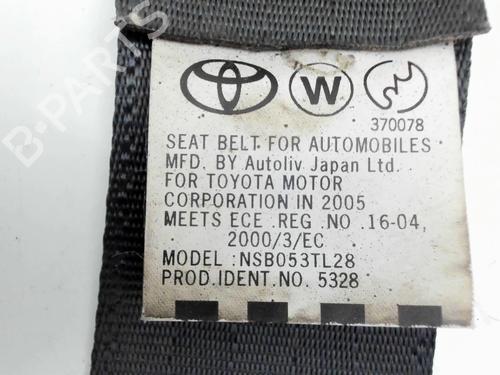 B-PARTS
W
370078
SEAT BELT FOR AUTOMOBILES
MFD. BY Autoliv Japan Ltd.
FOR TOYOTA MOTOR
CORPORATION IN 2005
MEETS ECE .REG .NO .16-04,
2000/3/EC
MODEL :NSB053TL28
PROD.IDENT.NO. 5328